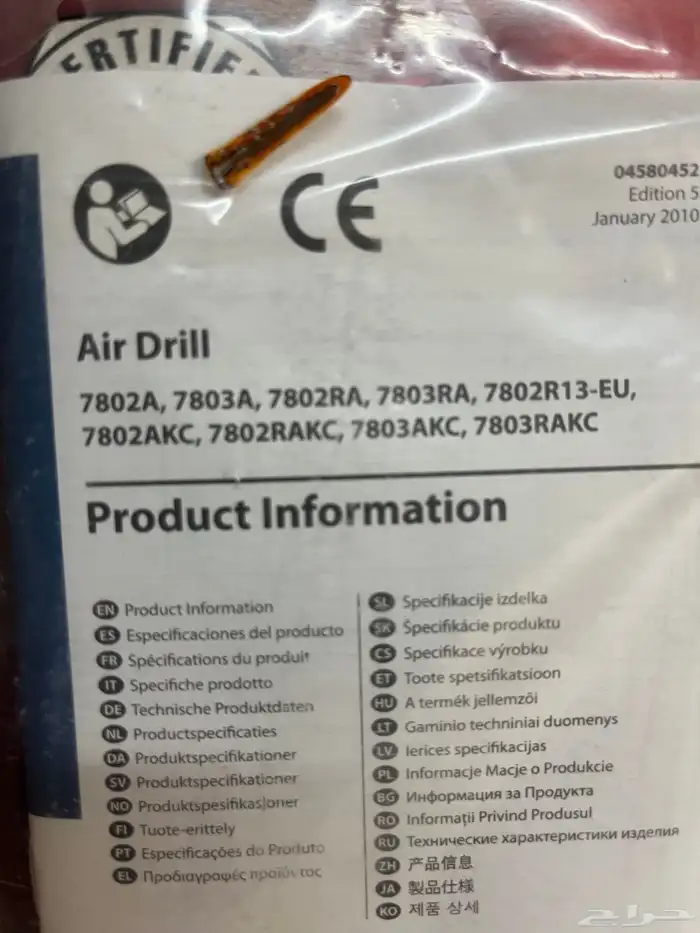 ERTIFIE
CE
04580452
Edition 5
January 2010
Air Drill
7802A, 7803A, 7802RA, 7803RA, 7802R13-EU,
7802AKC, 7802RAKC, 7803AKC, 7803RAKC
Product Information
EN Product Information
ES Especificaciones del producto
FR Spécifications du produit
IT Specifiche prodotto
DE Technische Produktdaten
NL Productspecificaties
DA Produktspecifikationer
SV Produktspecifikationer
NO Produktspesifikasjoner
FI Tuote-erittely
PT Especificações do Produto
EL Προδιαγραφές προϊόντος
SL Specifikacije izdelka
SK Špecifikácie produktu
CS Specifikace výrobku
ET Toote spetsifikatsioon
HU A termék jellemzői
LT Gaminio techniniai duomenys
LV Ierices specifikacijas
PL Informacje Macje o Produkcie
BG Информация за Продукта
RO Informații Privind Produsul
RU Технические характеристики изделия
ZH 产品信息
JA 製品仕様
KO 제품 상세
حراج